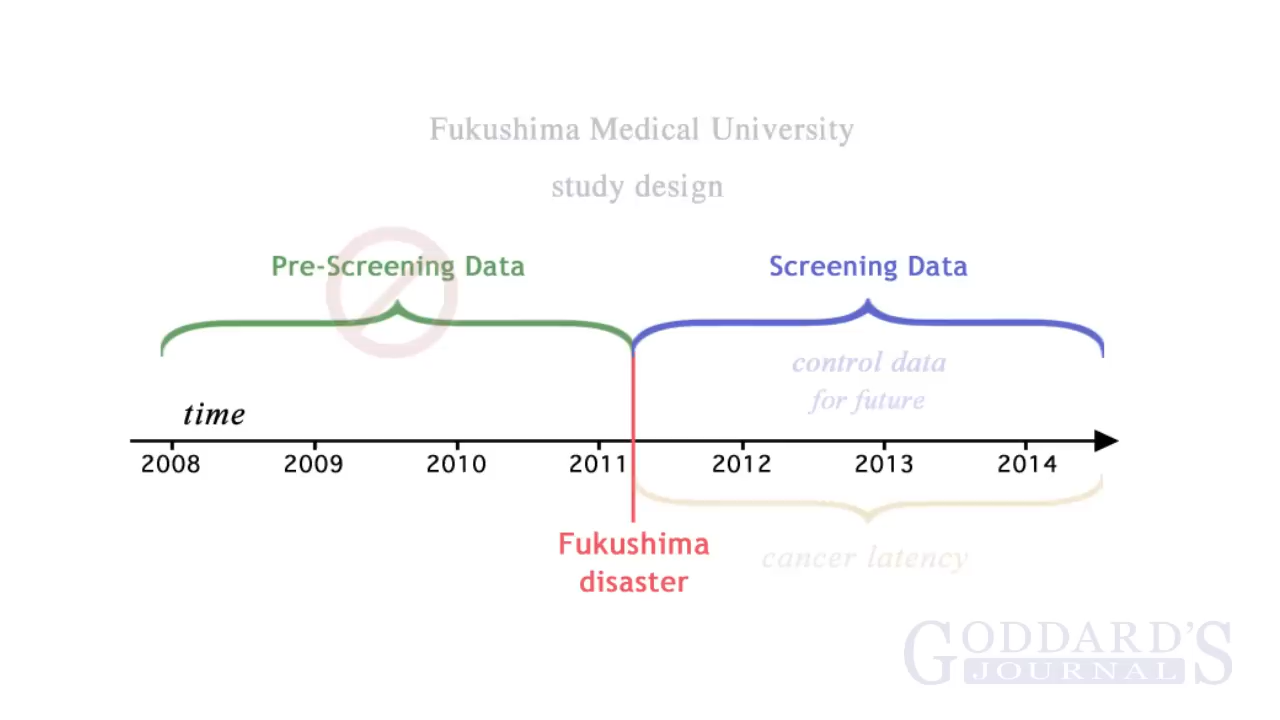 Fukushima Medical University
study design
Pre-Screening Data
Screening Data
control data
for future
time
2008 2009 2010 2011 2012 2013 2014
Fukushima
disaster
cancer latency
GODDARD'S
JOURNAL